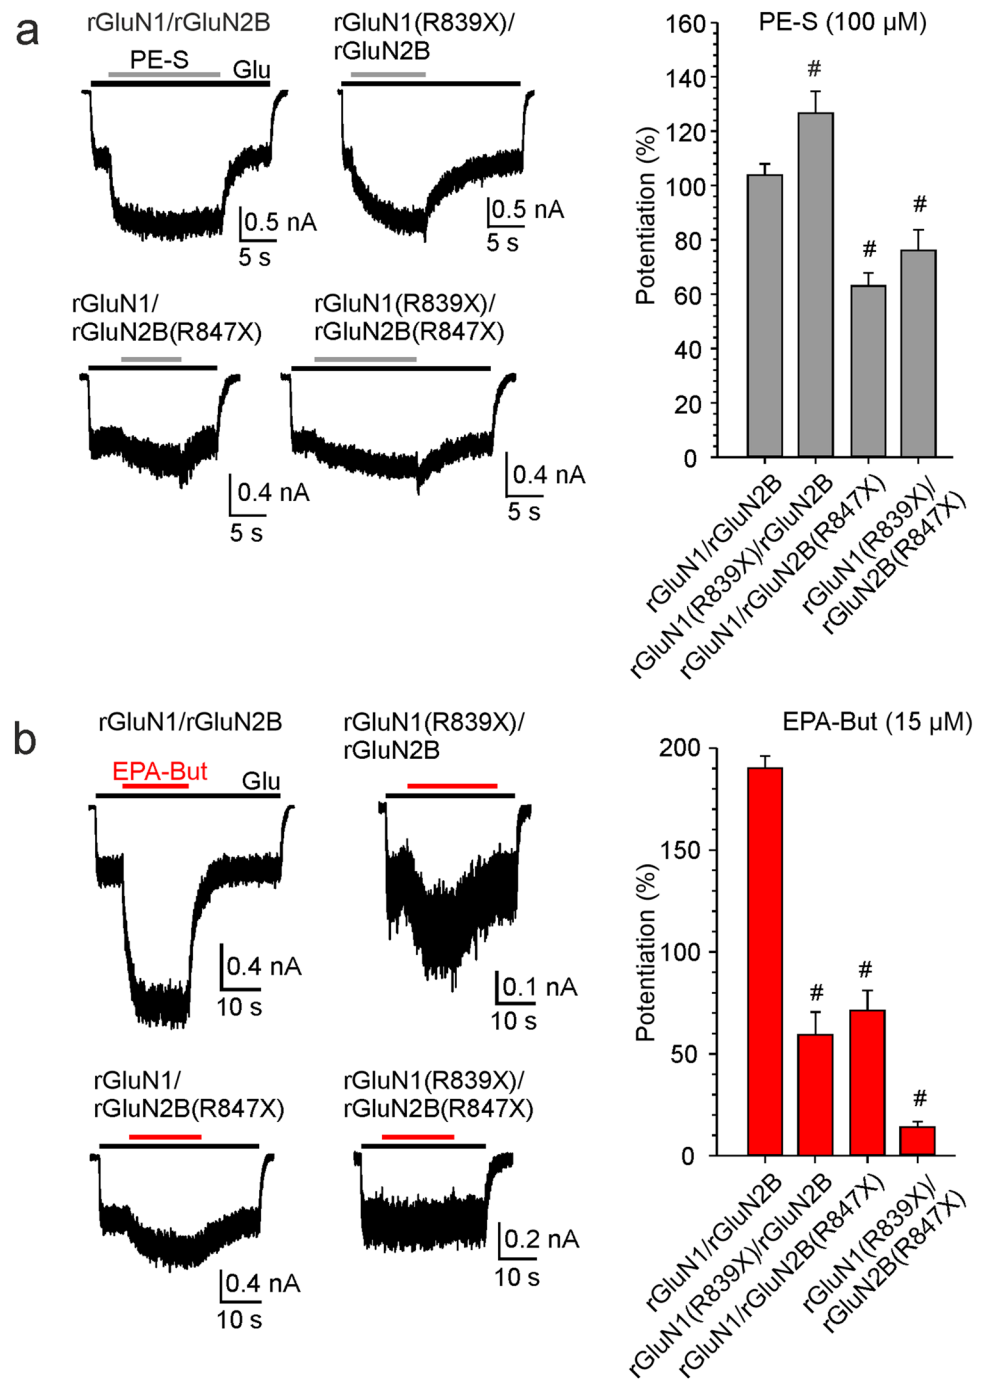 a
rGluN1/rGluN2B
PE-S
Glu
0.5 nA
5 s
rGluN1(R839X)/
rGluN2B
0.5 nA
5 s
rGluN1/
rGluN2B(R847X)
0.4 nA
5 s
rGluN1(R839X)/
rGluN2B(R847X)
0.4 nA
5 s
PE-S (100 µM)
Potentiation (%)
160
140
120
100
80
60
40
20
0
#
#
#
rGluN1/rGluN2B
rGluN1(R839X)/rGluN2B
rGluN1/rGluN2B(R847X)
rGluN1(R839X)/
rGluN2B(R847X)
b
rGluN1/rGluN2B
EPA-But
Glu
0.4 nA
10 s
rGluN1(R839X)/
rGluN2B
0.1 nA
10 s
rGluN1/
rGluN2B(R847X)
0.4 nA
10 s
rGluN1(R839X)/
rGluN2B(R847X)
0.2 nA
10 s
EPA-But (15 µM)
Potentiation (%)
200
150
100
50
0
#
#
#
rGluN1/rGluN2B
rGluN1(R839X)/rGluN2B
rGluN1/rGluN2B(R847X)
rGluN1(R839X)/
rGluN2B(R847X)